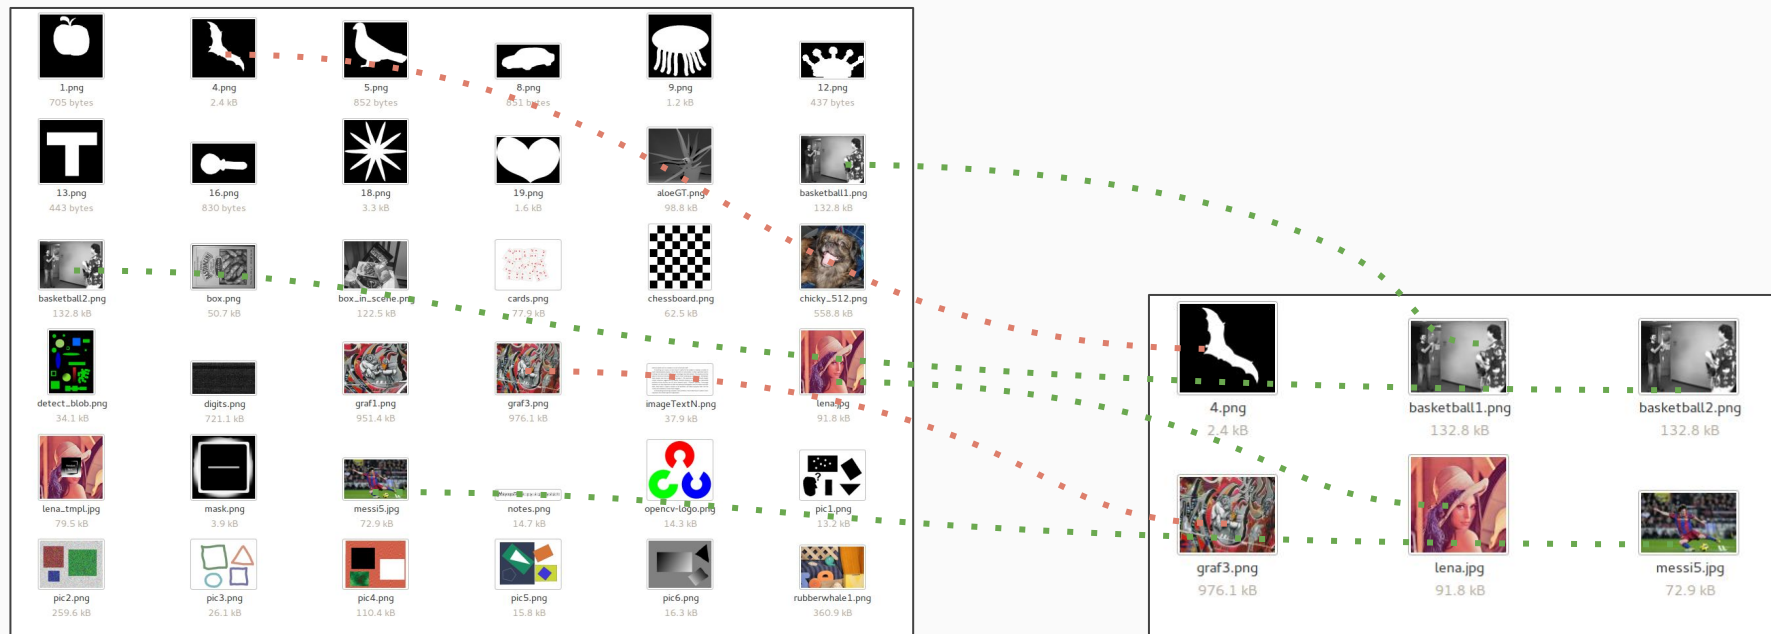 1.png 4.png 5.png 8.png 9.png 12.png
705 bytes 2.4 kB 852 bytes 851 bytes 1.2 kB 437 bytes
13.png 16.png 18.png 19.png aloeGT.png basketball1.png
443 bytes 830 bytes 3.3 kB 1.6 kB 98.8 kB 132.8 kB
basketball2.png box.png box_in_scene.png cards.png chessboard.png chicky_512.png
132.8 kB 50.7 kB 122.5 kB 77.9 kB 62.5 kB 558.8 kB
detect_blob.png digits.png graf1.png graf3.png imageTextN.png lena.jpg
34.1 kB 721.1 kB 951.4 kB 976.1 kB 37.9 kB 91.8 kB
lena_tmpl.jpg mask.png messi5.jpg notes.png opencv-logo.png pic1.png
79.5 kB 3.9 kB 72.9 kB 14.7 kB 14.3 kB 13.2 kB
pic2.png pic3.png pic4.png pic5.png pic6.png rubberwhale1.png
259.6 kB 26.1 kB 110.4 kB 15.8 kB 16.3 kB 360.9 kB
4.png basketball1.png basketball2.png
2.4 kB 132.8 kB 132.8 kB
graf3.png lena.jpg messi5.jpg
976.1 kB 91.8 kB 72.9 kB